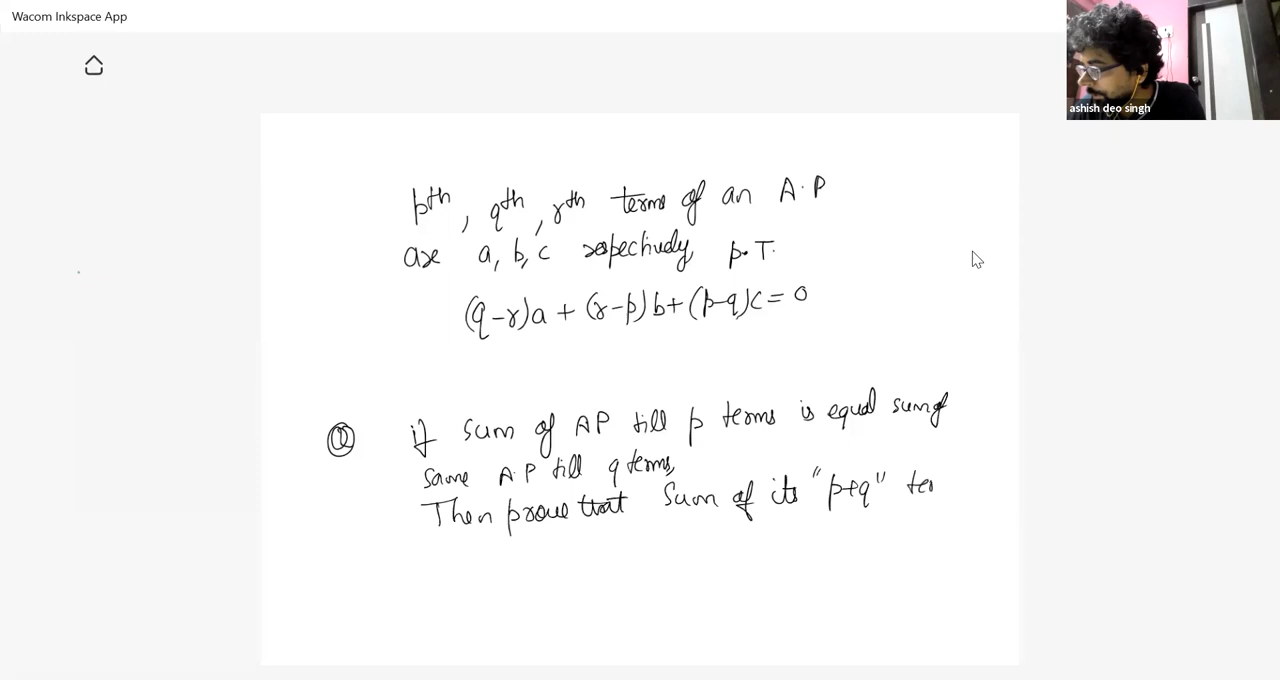 Wacom Inkspace App
ashish deo singh
pth, qth, rth terms of an A.P
are a, b, c respectively p.T.
(q-r)a + (r-p)b + (p-q)c = 0
Q if sum of AP till p terms is equal sum of
same A.P till q terms,
Then prove that Sum of its "p+q" ter